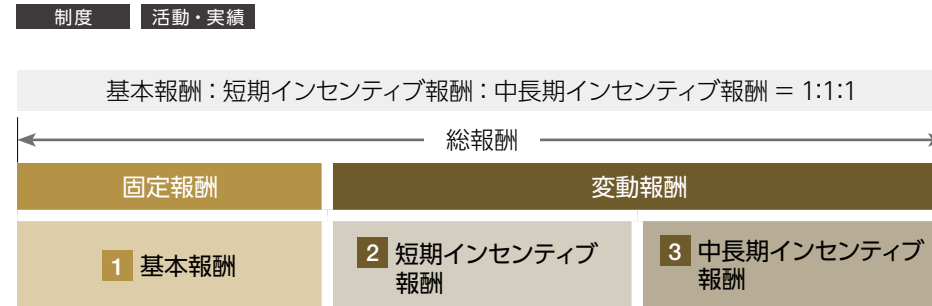 制度
活動・実績
基本報酬：短期インセンティブ報酬：中長期インセンティブ報酬 ＝ 1:1:1
総報酬
固定報酬
変動報酬
1 基本報酬
2 短期インセンティブ
報酬
3 中長期インセンティブ
報酬